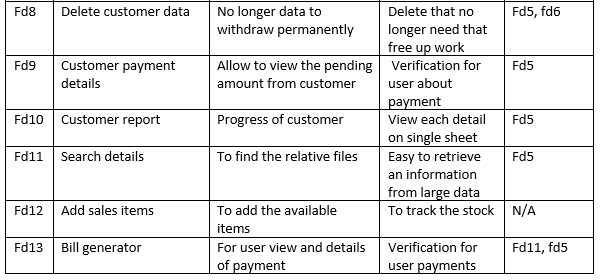 Fd8 Delete customer data No longer data to Delete that no Fd5, fd6
withdraw permanently longer need that
free up work
Fd9 Customer payment Allow to view the pending Verification for Fd5
details amount from customer user about
payment
Fd10 Customer report Progress of customer View each detail Fd5
on single sheet
Fd11 Search details To find the relative files Easy to retrieve Fd5
an information
from large data
Fd12 Add sales items To add the available To track the stock N/A
items
Fd13 Bill generator For user view and details Verification for Fd11, fd5
of payment user payments